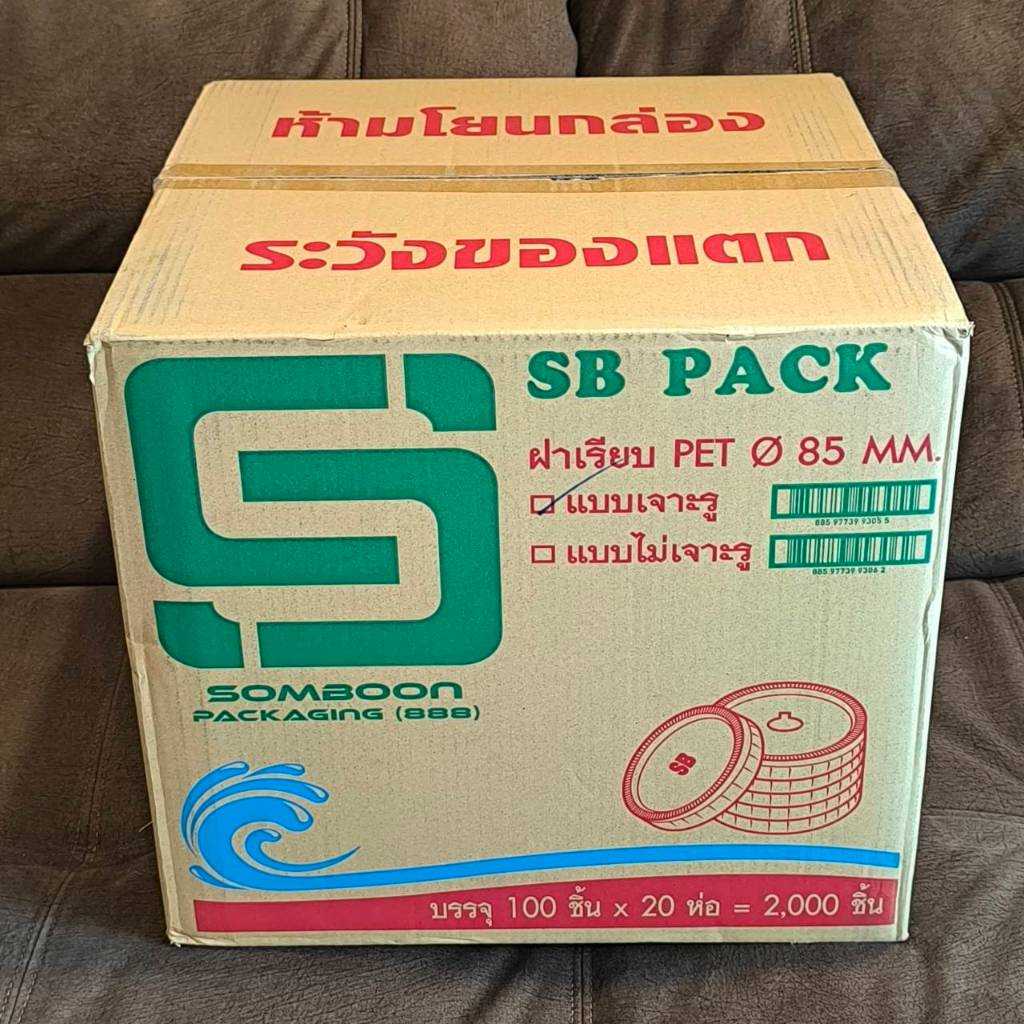 ห้ามโยนกล่อง
ระวังของแตก
SB PACK
ฝาเรียบ PET Ø 85 MM.
แบบเจาะรู
885 97739 9305 5
แบบไม่เจาะรู
885 97739 9306 2
SOMBOON
PACKAGING (888)
SB
บรรจุ 100 ชิ้น x 20 ห่อ = 2,000 ชิ้น